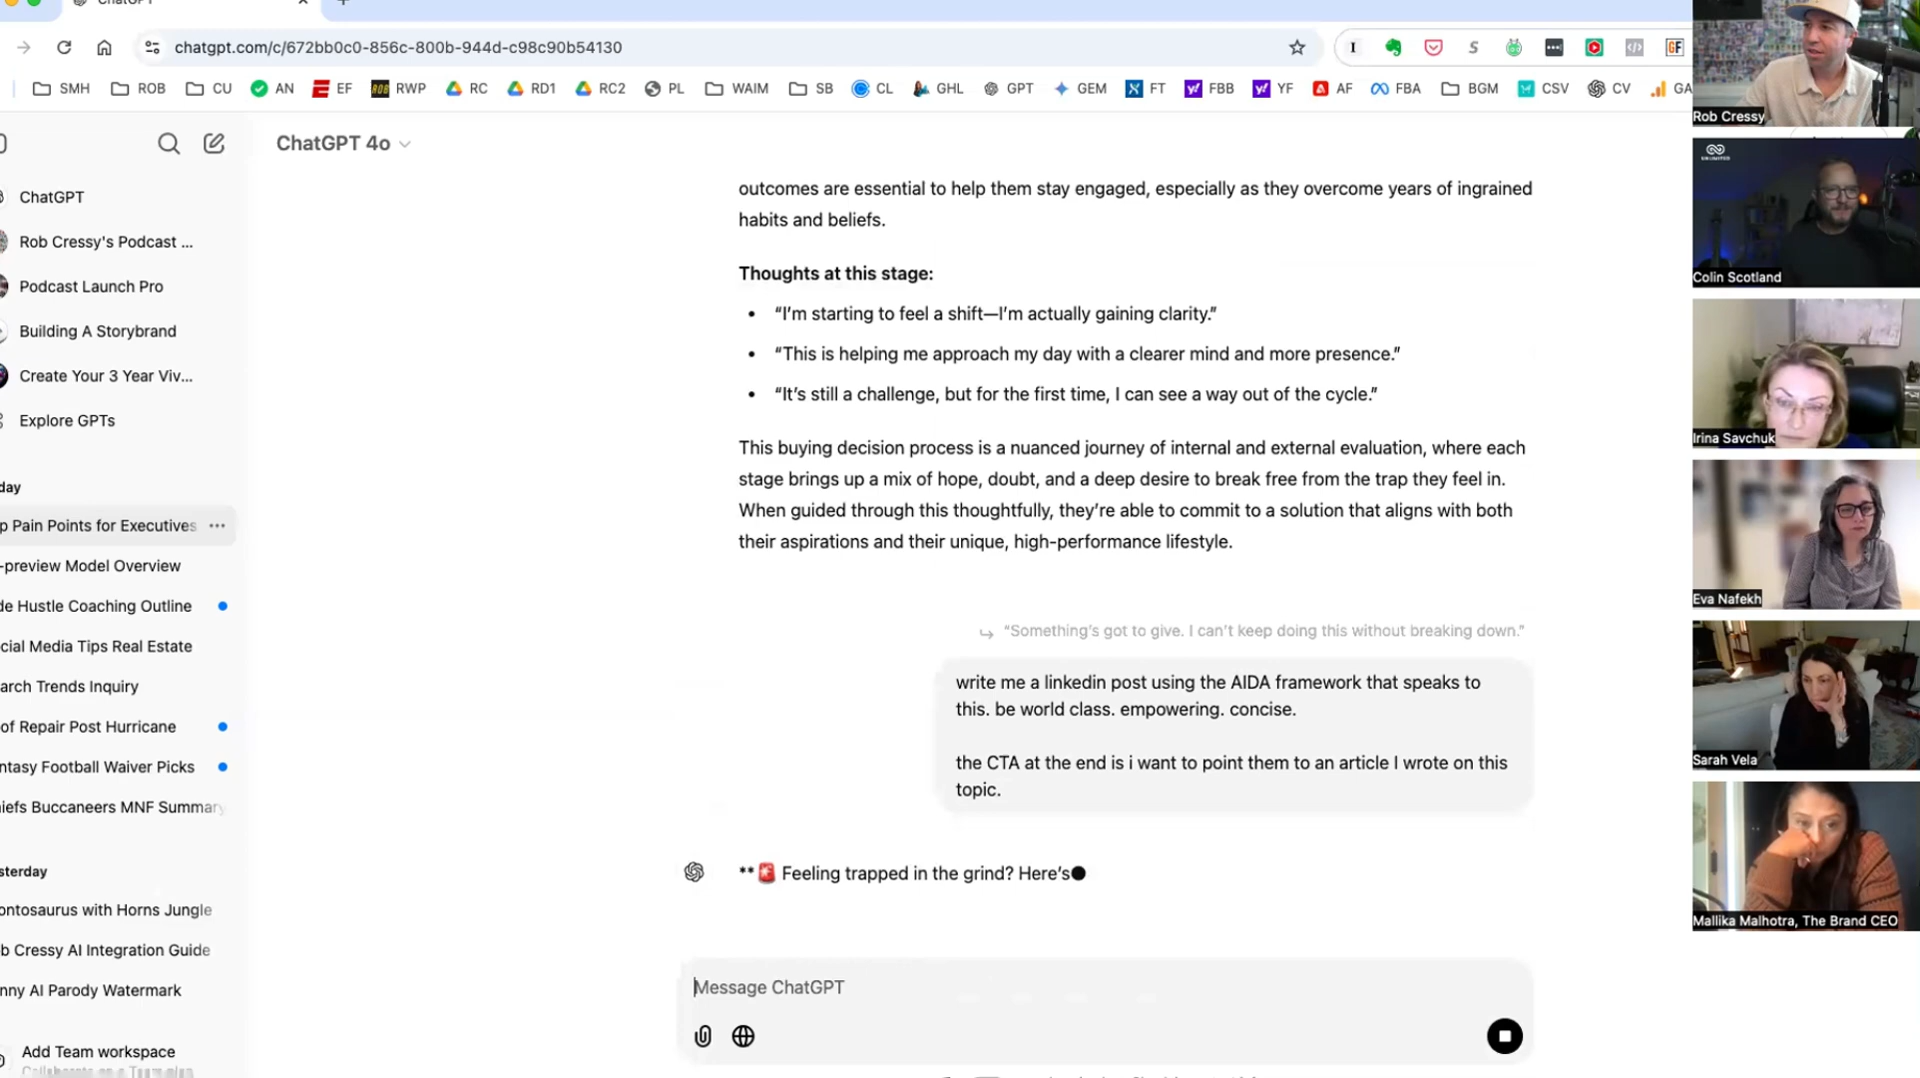 ChatGPT
chatgpt.com/c/672bb0c0-856c-800b-944d-c98c90b54130
SMH ROB CU AN EF RWP RC RD1 RC2 PL WAIM SB CL GHL GPT GEM FT FBB YF AF FBA BGM CSV CV GA
ChatGPT 4o
ChatGPT
Rob Cressy's Podcast ...
Podcast Launch Pro
Building A Storybrand
Create Your 3 Year Viv...
Explore GPTs
day
p Pain Points for Executives ...
-preview Model Overview
de Hustle Coaching Outline
cial Media Tips Real Estate
arch Trends Inquiry
of Repair Post Hurricane
ntasy Football Waiver Picks
iefs Buccaneers MNF Summary
sterday
ontosaurus with Horns Jungle
b Cressy AI Integration Guide
nny AI Parody Watermark
Add Team workspace
outcomes are essential to help them stay engaged, especially as they overcome years of ingrained
habits and beliefs.
Thoughts at this stage:
• “I’m starting to feel a shift—I’m actually gaining clarity.”
• “This is helping me approach my day with a clearer mind and more presence.”
• “It’s still a challenge, but for the first time, I can see a way out of the cycle.”
This buying decision process is a nuanced journey of internal and external evaluation, where each
stage brings up a mix of hope, doubt, and a deep desire to break free from the trap they feel in.
When guided through this thoughtfully, they’re able to commit to a solution that aligns with both
their aspirations and their unique, high-performance lifestyle.
“Something’s got to give. I can’t keep doing this without breaking down.”
write me a linkedin post using the AIDA framework that speaks to
this. be world class. empowering. concise.
the CTA at the end is i want to point them to an article I wrote on this
topic.
**🚨 Feeling trapped in the grind? Here’s
Message ChatGPT
Rob Cressy
UNLIMITED
Colin Scotland
Irina Savchuk
Eva Nafekh
Sarah Vela
Mallika Malhotra, The Brand CEO